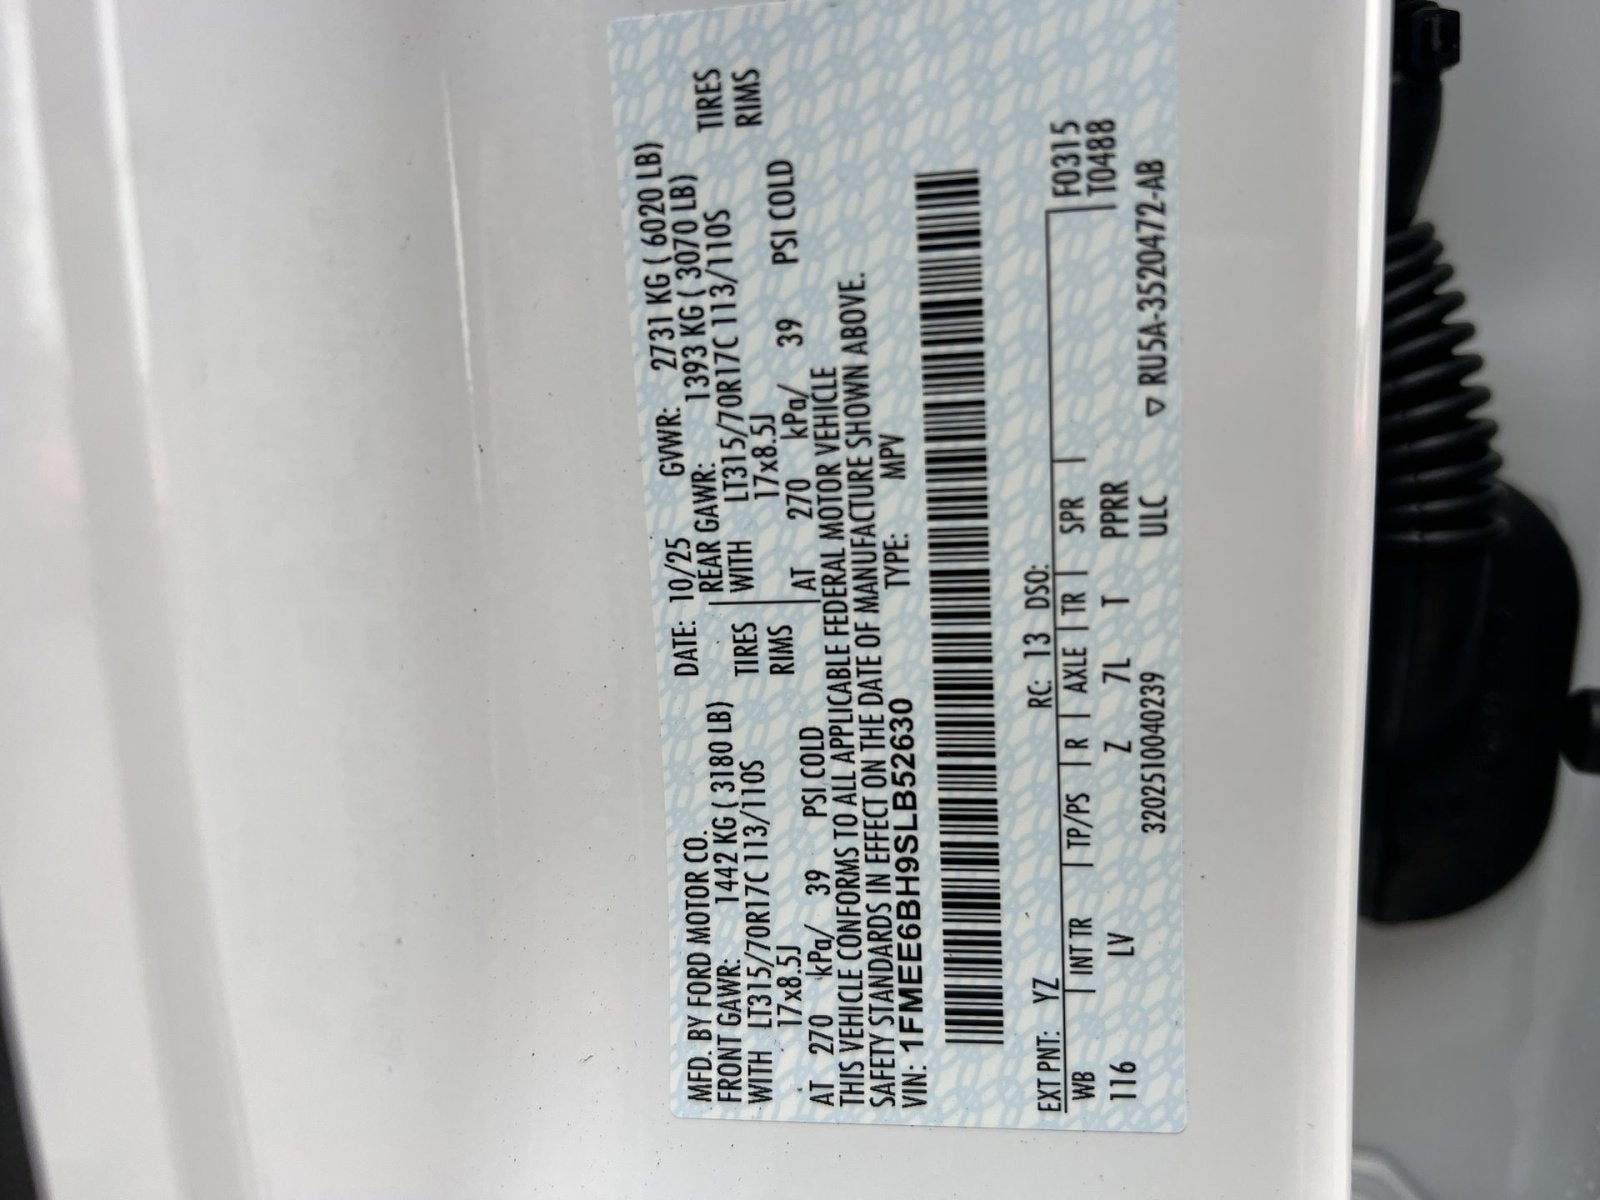 MFD. BY FORD MOTOR CO. DATE: 10/25 GVWR: 2731 KG ( 6020 LB)
FRONT GAWR: 1442 KG ( 3180 LB) REAR GAWR: 1393 KG ( 3070 LB)
WITH LT315/70R17C 113/110S TIRES WITH LT315/70R17C 113/110S TIRES
17x8.5J RIMS 17x8.5J RIMS
AT 270 kPa/ 39 PSI COLD AT 270 kPa/ 39 PSI COLD
THIS VEHICLE CONFORMS TO ALL APPLICABLE FEDERAL MOTOR VEHICLE
SAFETY STANDARDS IN EFFECT ON THE DATE OF MANUFACTURE SHOWN ABOVE.
VIN: 1FMEE6BH9SLB52630 TYPE: MPV
EXT PNT: YZ RC: 13 DSO: F0315
WB INT TR TP/PS R AXLE TR SPR T0488
116 LV Z 7L T PPRR
3202510040239 ULC ▽ RU5A-3520472-AB